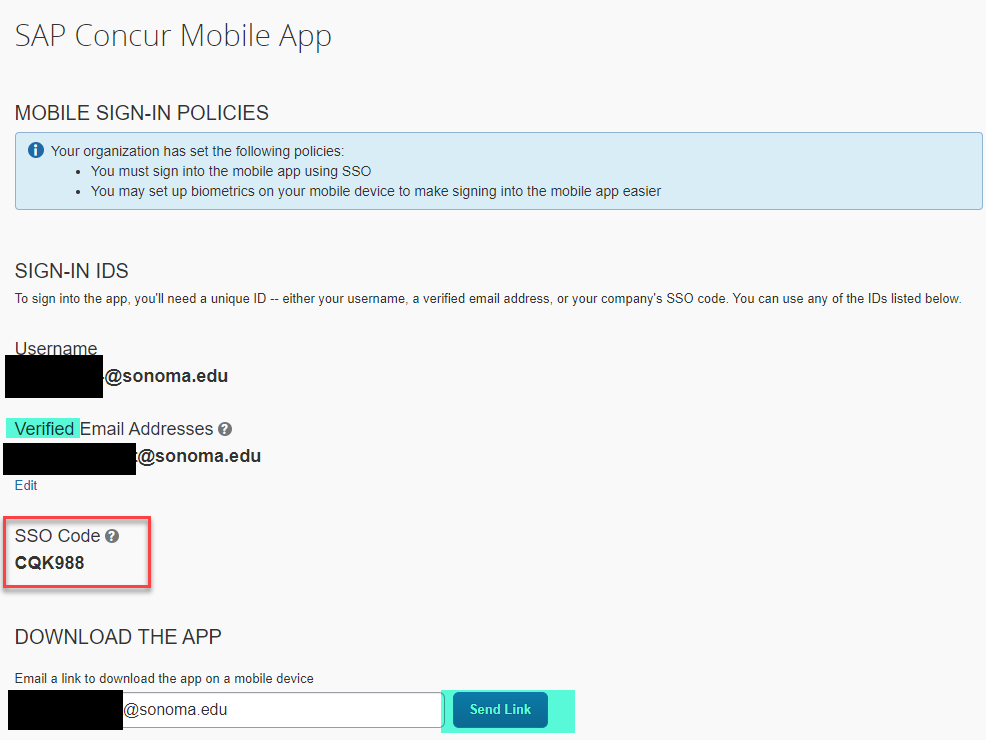 SAP Concur Mobile App
MOBILE SIGN-IN POLICIES
Your organization has set the following policies:
• You must sign into the mobile app using SSO
• You may set up biometrics on your mobile device to make signing into the mobile app easier
SIGN-IN IDS
To sign into the app, you'll need a unique ID -- either your username, a verified email address, or your company's SSO code. You can use any of the IDs listed below.
Username
@sonoma.edu
Verified Email Addresses
t@sonoma.edu
Edit
SSO Code
CQK988
DOWNLOAD THE APP
Email a link to download the app on a mobile device
@sonoma.edu Send Link